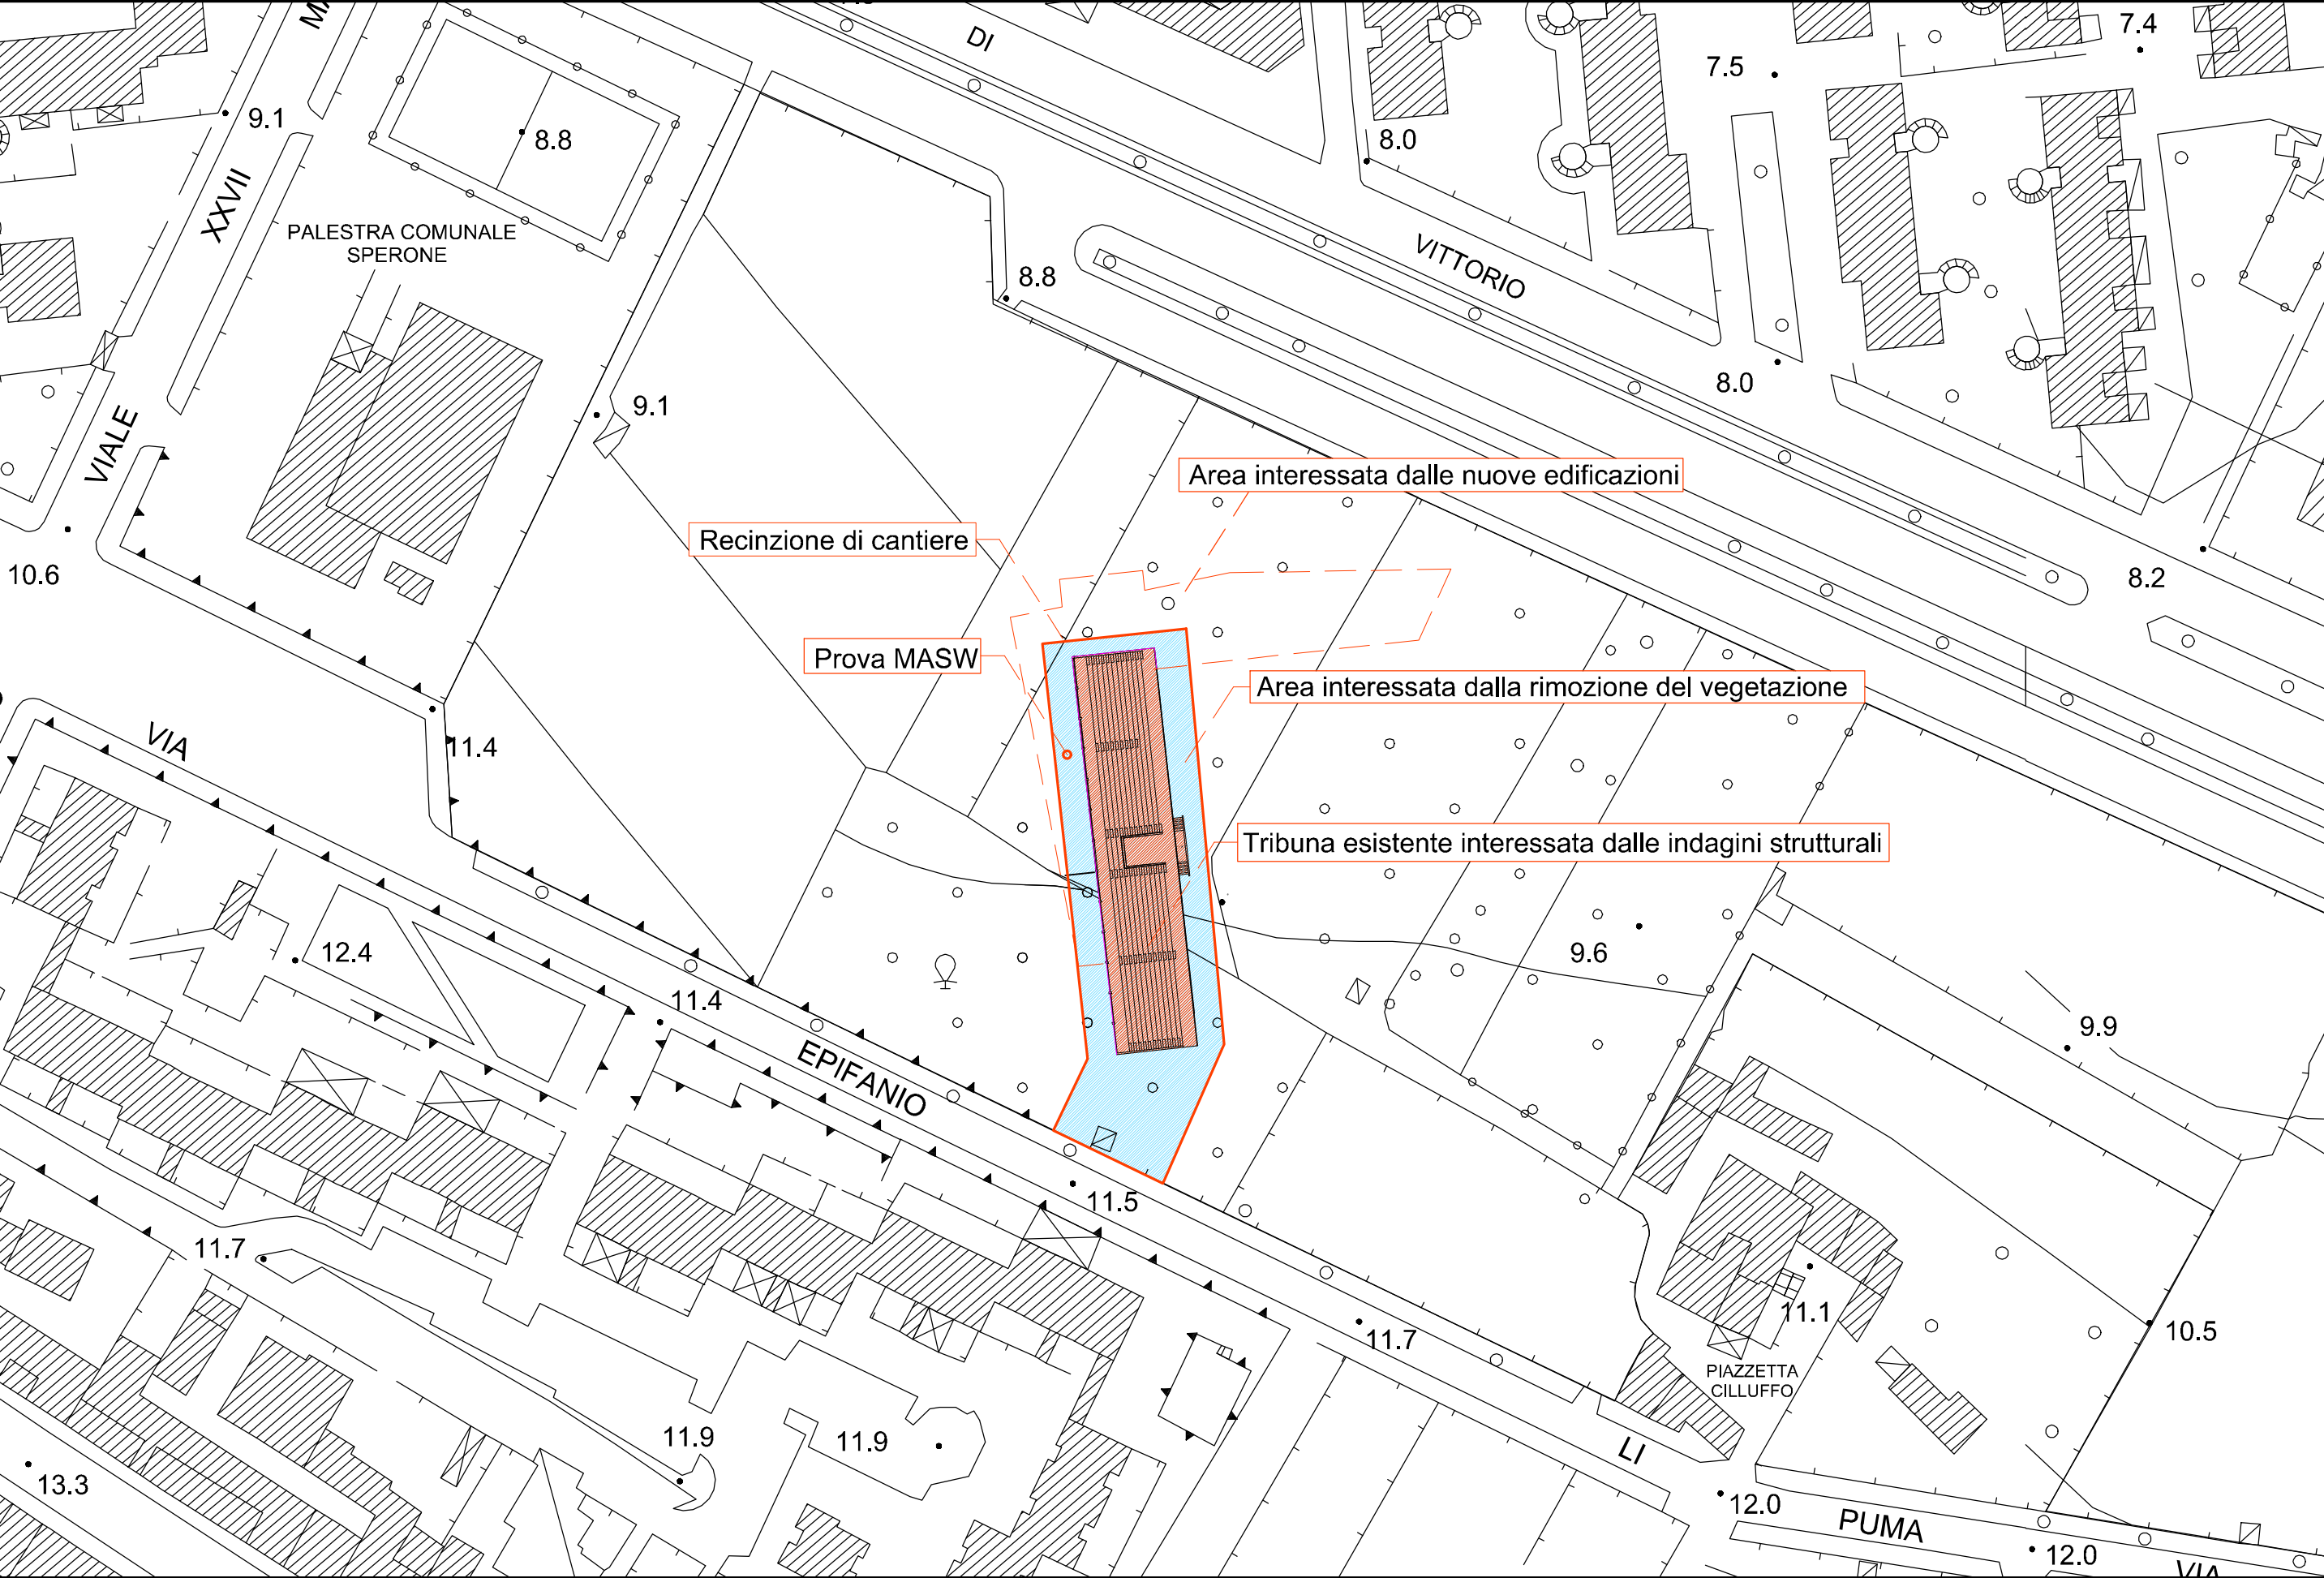 DI
7.4
7.5
9.1
8.8
8.0
XXVII
PALESTRA COMUNALE
SPERONE
VITTORIO
8.8
8.0
9.1
VIALE
Area interessata dalle nuove edificazioni
Recinzione di cantiere
10.6
8.2
Prova MASW
Area interessata dalla rimozione del vegetazione
VIA
11.4
Tribuna esistente interessata dalle indagini strutturali
12.4
9.6
11.4
9.9
EPIFANIO
11.5
11.7
11.1
11.7
10.5
PIAZZETTA
CILLUFFO
11.9
11.9
LI
13.3
12.0
PUMA
12.0
VIA